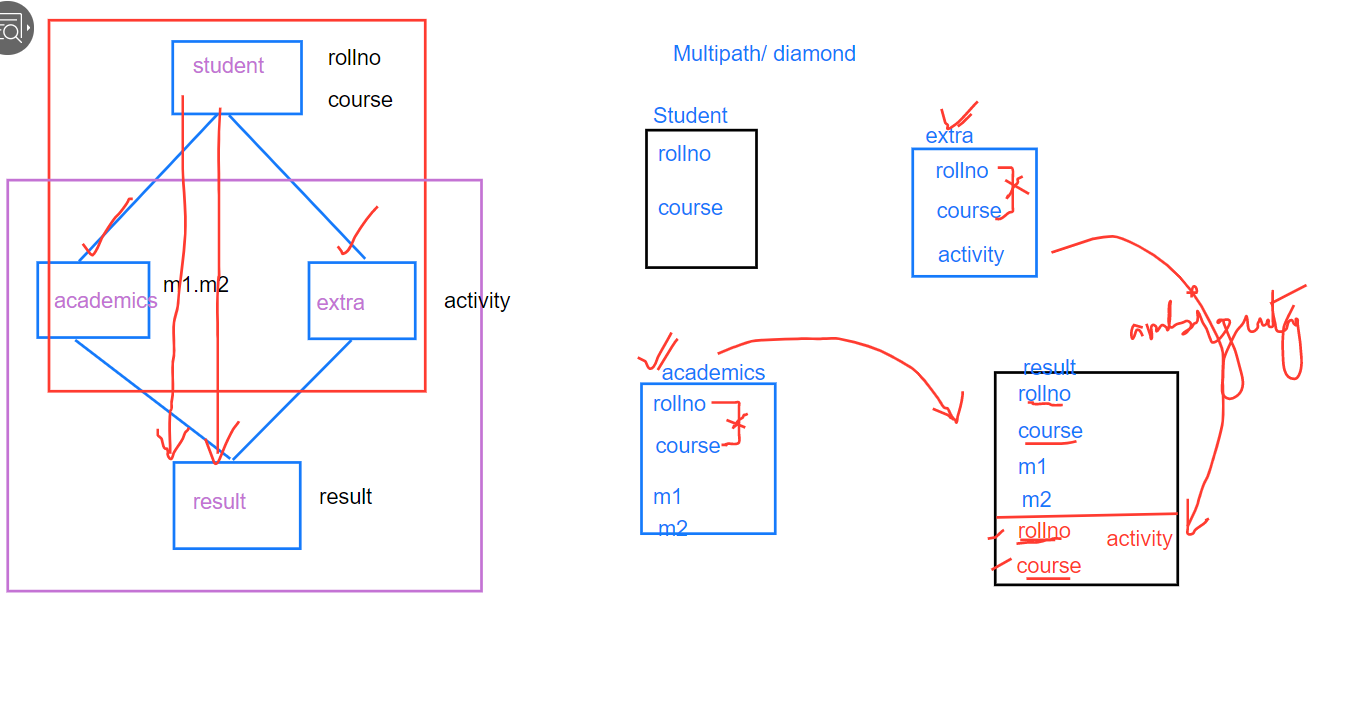 student
rollno
course
academics
m1.m2
extra
activity
result
result
Multipath/ diamond
Student
rollno
course
extra
rollno
course
activity
academics
rollno
course
m1
m2
ambiguity
result
rollno
course
m1
m2
rollno
activity
course